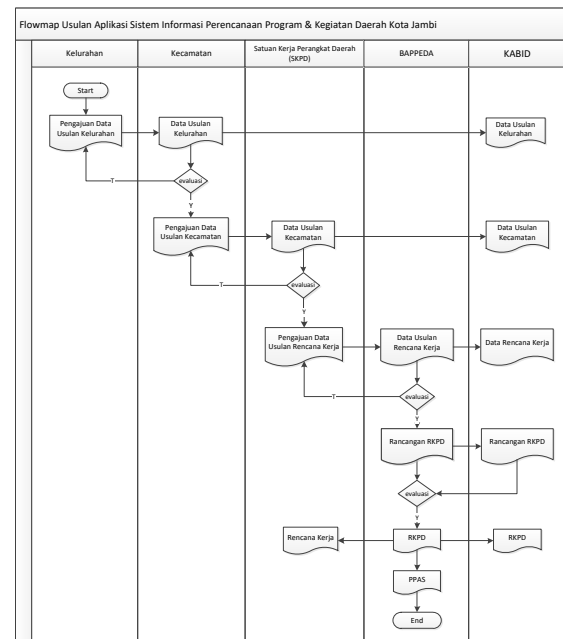 Flowmap Usulan Aplikasi Sistem Informasi Perencanaan Program & Kegiatan Daerah Kota Jambi
Kelurahan
Kecamatan
Satuan Kerja Perangkat Daerah
(SKPD)
BAPPEDA
KABID
Start
Pengajuan Data
Usulan Kelurahan
Data Usulan
Kelurahan
Data Usulan
Kelurahan
T
evaluasi
Y
Pengajuan Data
Usulan Kecamatan
Data Usulan
Kecamatan
Data Usulan
Kecamatan
T
evaluasi
Y
Pengajuan Data
Usulan Rencana Kerja
Data Usulan
Rencana Kerja
Data Rencana Kerja
T
evaluasi
Y
Rancangan RKPD
Rancangan RKPD
evaluasi
Y
Rencana Kerja
RKPD
RKPD
PPAS
End